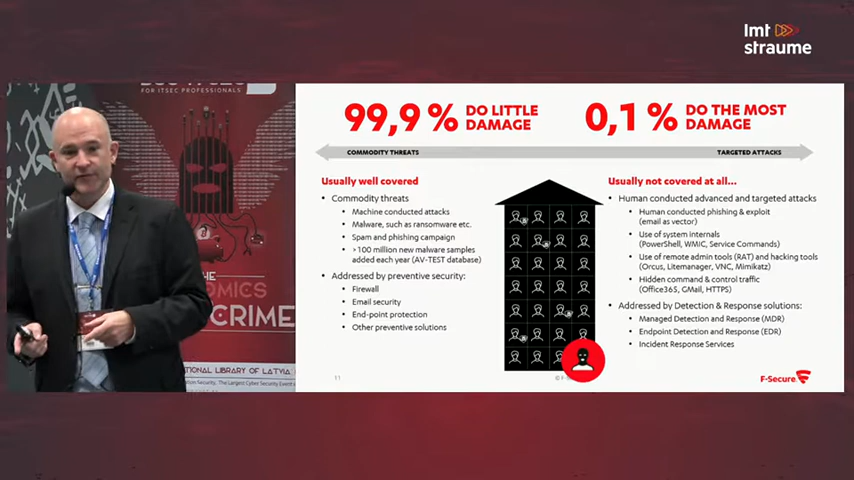 lmt
straume
FOR ITSEC PROFESSIONALS
THE
CRIME
LIBRARY OF LATVIA
99,9 % DO LITTLE
DAMAGE
0,1 % DO THE MOST
DAMAGE
COMMODITY THREATS
TARGETED ATTACKS
Usually well covered
• Commodity threats
• Machine conducted attacks
• Malware, such as ransomware etc.
• Spam and phishing campaign
• >100 million new malware samples
added each year (AV-TEST database)
• Addressed by preventive security:
• Firewall
• Email security
• End-point protection
• Other preventive solutions
Usually not covered at all...
• Human conducted advanced and targeted attacks
• Human conducted phishing & exploit
(email as vector)
• Use of system internals
(PowerShell, WMIC, Service Commands)
• Use of remote admin tools (RAT) and hacking tools
(Orcus, Litemanager, VNC, Mimikatz)
• Hidden command & control traffic
(Office365, GMail, HTTPS)
• Addressed by Detection & Response solutions:
• Managed Detection and Response (MDR)
• Endpoint Detection and Response (EDR)
• Incident Response Services
11
F-Secure